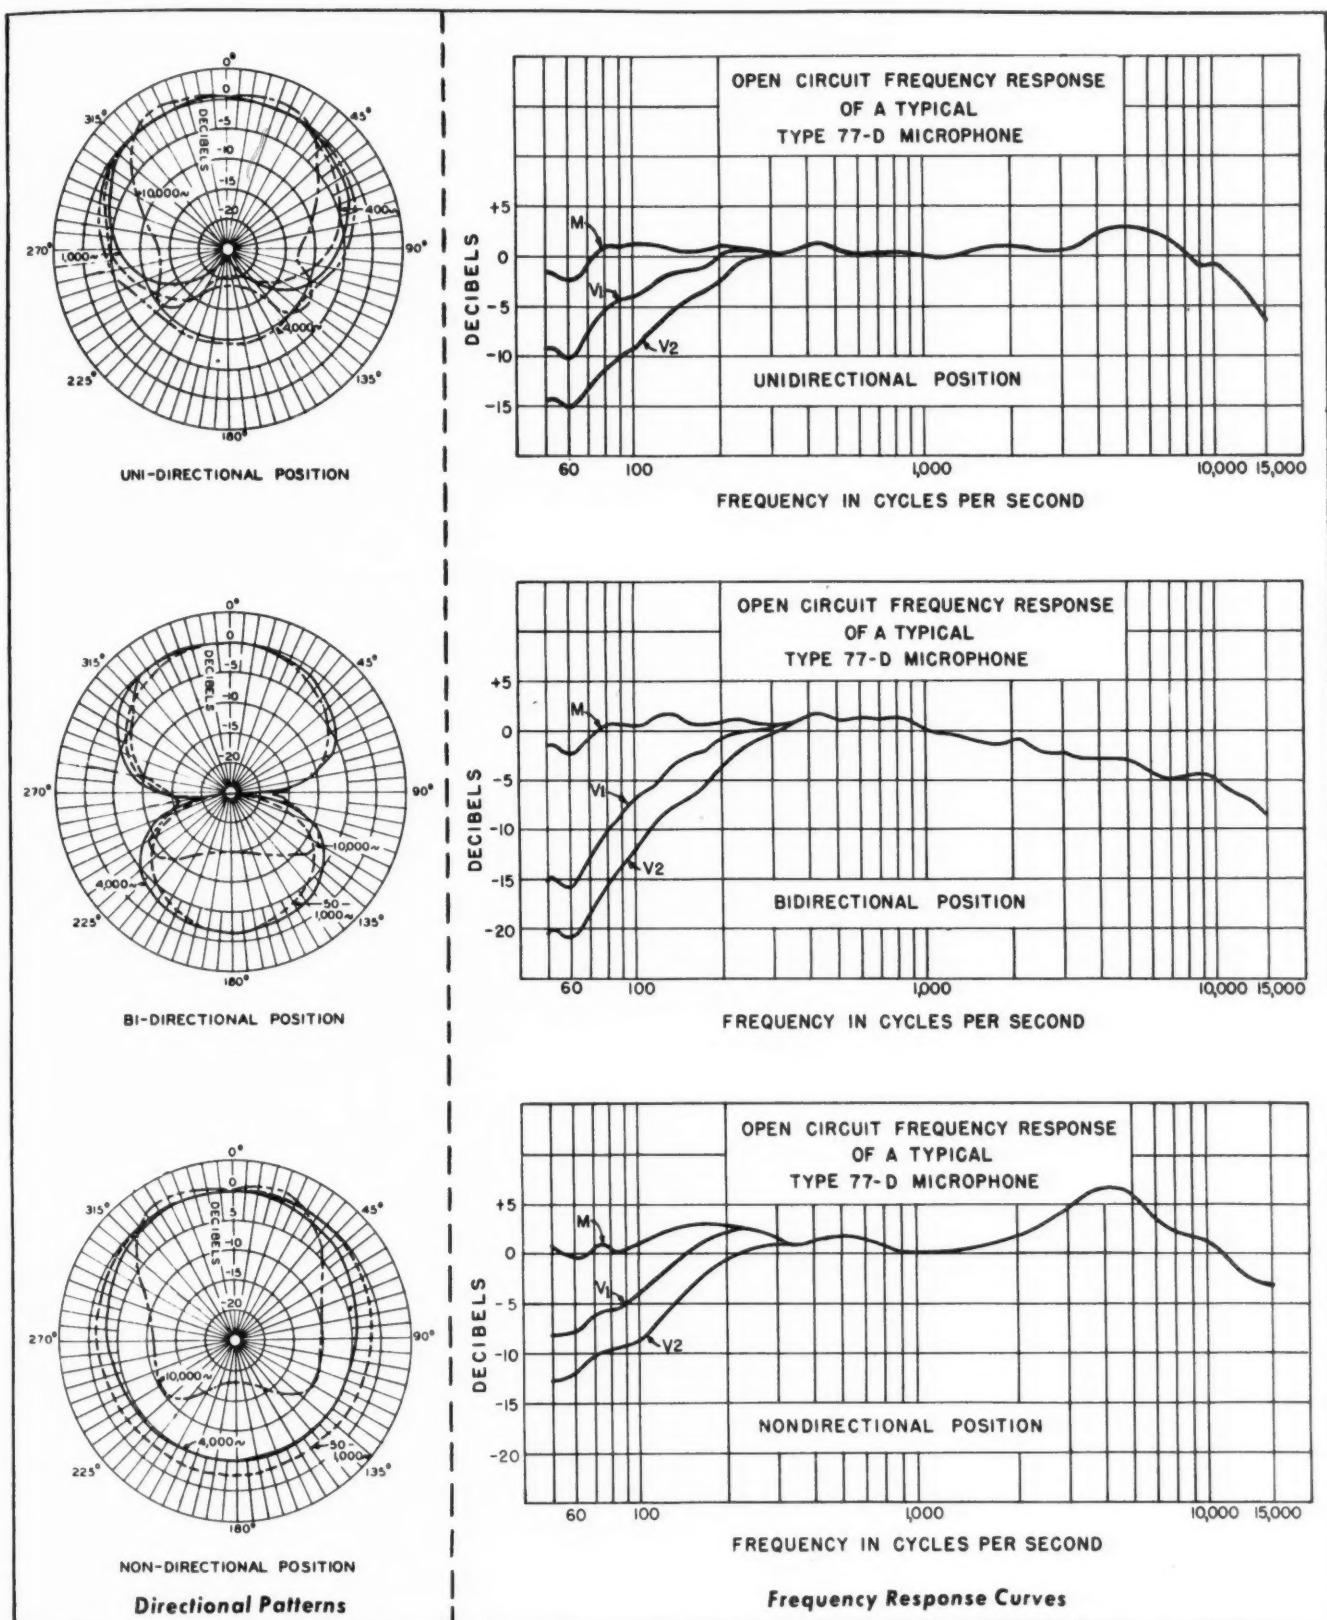 0°
315°
45°
0
-5
-10
-15
-20
DECIBELS
10,000~
400~
270°
90°
1,000~
4,000~
225°
135°
180°
UNI-DIRECTIONAL POSITION
OPEN CIRCUIT FREQUENCY RESPONSE
OF A TYPICAL
TYPE 77-D MICROPHONE
+5
0
-5
-10
-15
DECIBELS
M
V1
V2
UNIDIRECTIONAL POSITION
60 100 1,000 10,000 15,000
FREQUENCY IN CYCLES PER SECOND
0°
315°
45°
0
-5
-10
-15
20
DECIBELS
270°
90°
10,000~
4,000~
50-
1,000~
225°
135°
180°
BI-DIRECTIONAL POSITION
OPEN CIRCUIT FREQUENCY RESPONSE
OF A TYPICAL
TYPE 77-D MICROPHONE
+5
0
-5
-10
-15
-20
DECIBELS
M
V1
V2
BIDIRECTIONAL POSITION
60 100 1,000 10,000 15,000
FREQUENCY IN CYCLES PER SECOND
0°
315°
45°
0
5
-10
-15
-20
DECIBELS
270°
90°
10,000~
4,000~
50-
1,000~
225°
135°
180°
NON-DIRECTIONAL POSITION
OPEN CIRCUIT FREQUENCY RESPONSE
OF A TYPICAL
TYPE 77-D MICROPHONE
+5
0
-5
-10
-15
-20
DECIBELS
M
V1
V2
NONDIRECTIONAL POSITION
60 100 1,000 10,000 15,000
FREQUENCY IN CYCLES PER SECOND
Directional Patterns
Frequency Response Curves